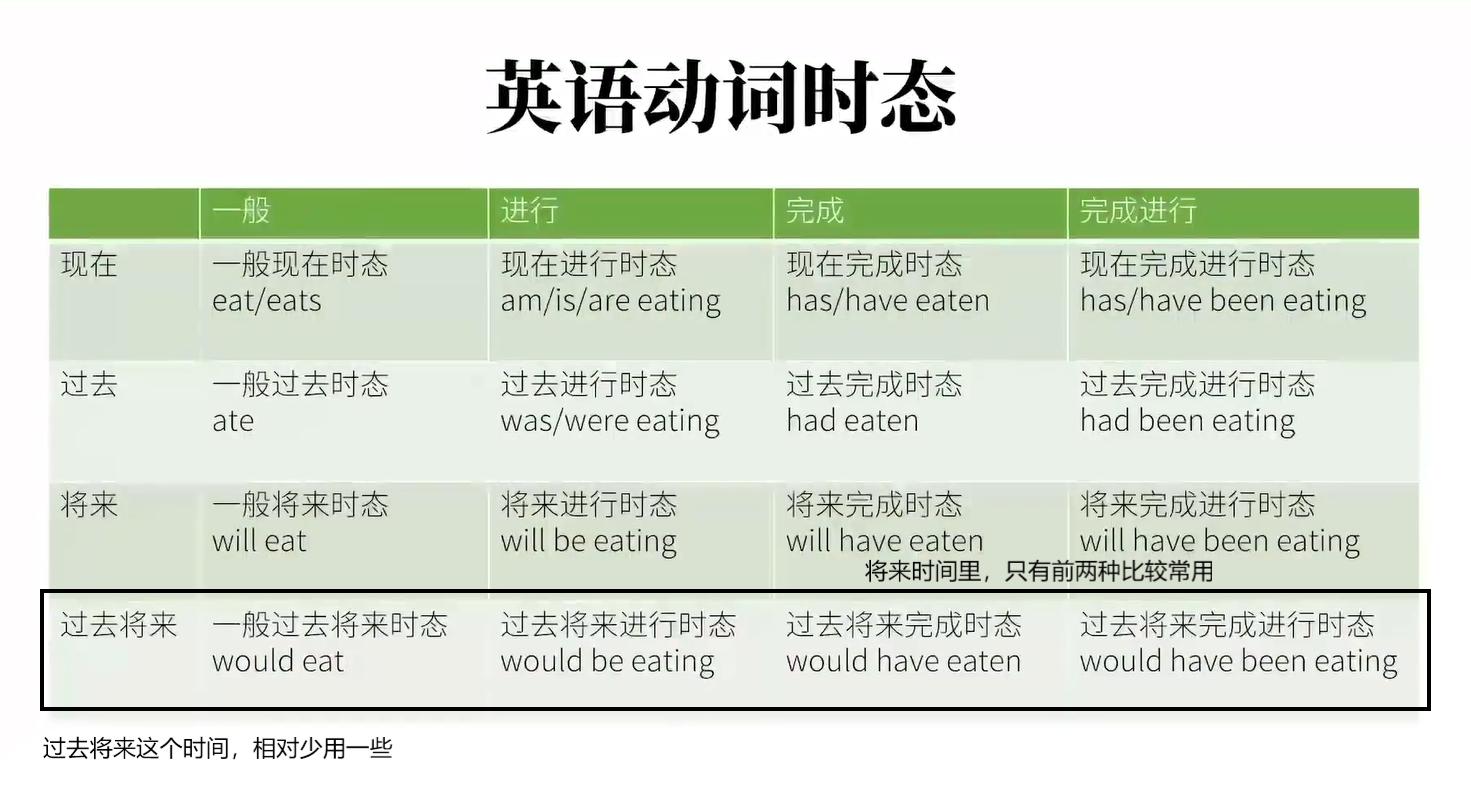 英语动词时态
一般 进行 完成 完成进行
现在 一般现在时态 现在进行时态 现在完成时态 现在完成进行时态
eat/eats am/is/are eating has/have eaten has/have been eating
过去 一般过去时态 过去进行时态 过去完成时态 过去完成进行时态
ate was/were eating had eaten had been eating
将来 一般将来时态 将来进行时态 将来完成时态 将来完成进行时态
will eat will be eating will have eaten will have been eating
将来时间里，只有前两种比较常用
过去将来 一般过去将来时态 过去将来进行时态 过去将来完成时态 过去将来完成进行时态
would eat would be eating would have eaten would have been eating
过去将来这个时间，相对少用一些